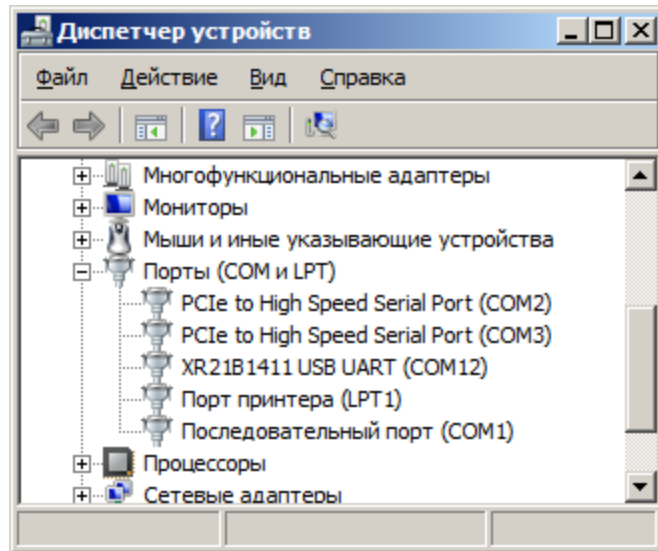 Диспетчер устройств
Файл Действие Вид Справка
Многофункциональные адаптеры
Мониторы
Мыши и иные указывающие устройства
Порты (COM и LPT)
PCIe to High Speed Serial Port (COM2)
PCIe to High Speed Serial Port (COM3)
XR21B1411 USB UART (COM12)
Порт принтера (LPT1)
Последовательный порт (COM1)
Процессоры
Сетевые адаптеры